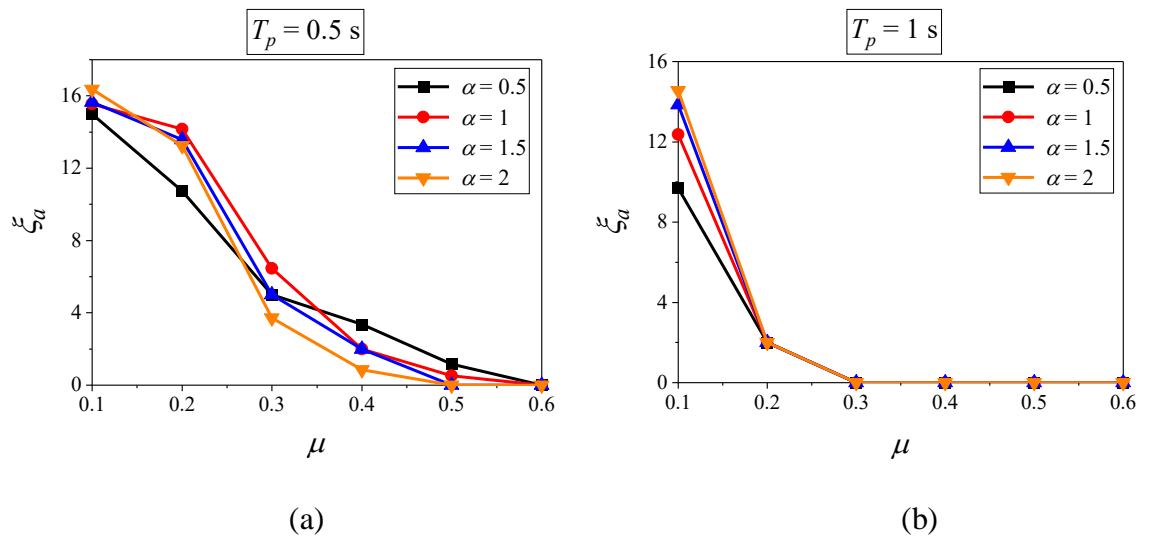 T_p = 0.5 s
16
12
8
4
0
ξ_a
0.1 0.2 0.3 0.4 0.5 0.6
μ
α = 0.5
α = 1
α = 1.5
α = 2
(a)
T_p = 1 s
16
12
8
4
0
ξ_a
0.1 0.2 0.3 0.4 0.5 0.6
μ
α = 0.5
α = 1
α = 1.5
α = 2
(b)